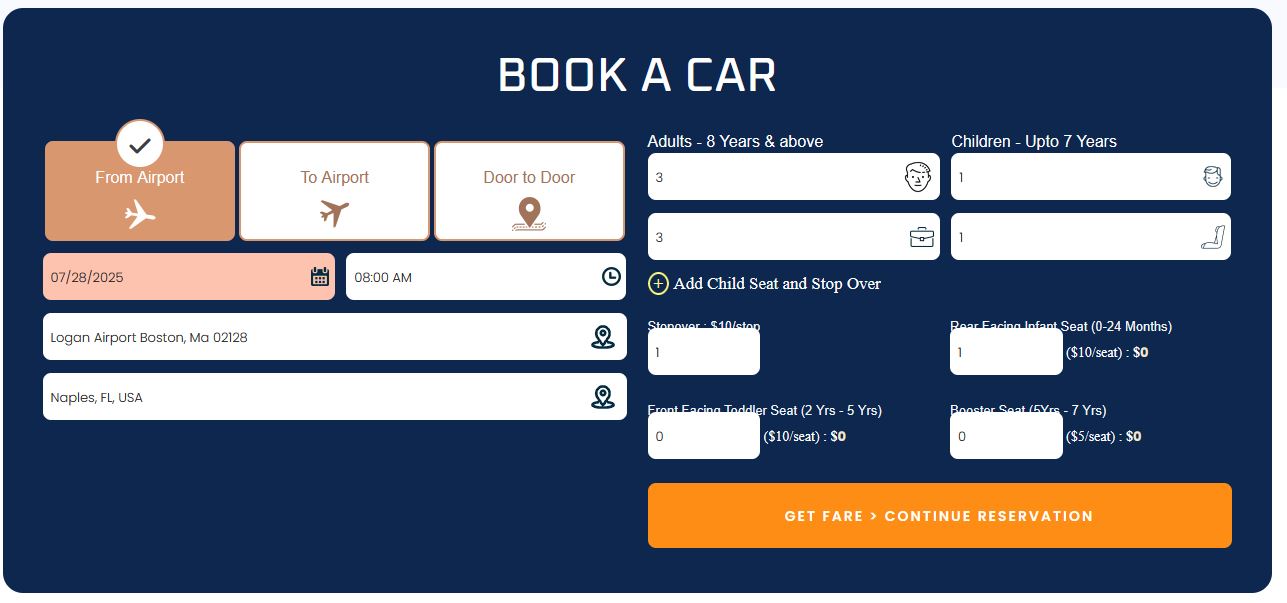 BOOK A CAR
From Airport
To Airport
Door to Door
07/28/2025
08:00 AM
Logan Airport Boston, Ma 02128
Naples, FL, USA
Adults - 8 Years & above
Children - Upto 7 Years
3
1
3
1
Add Child Seat and Stop Over
Stopover : $10/stop
Rear Facing Infant Seat (0-24 Months)
1
1
($10/seat) : $0
Front Facing Toddler Seat (2 Yrs - 5 Yrs)
Booster Seat (5Yrs - 7 Yrs)
0
($10/seat) : $0
0
($5/seat) : $0
GET FARE > CONTINUE RESERVATION